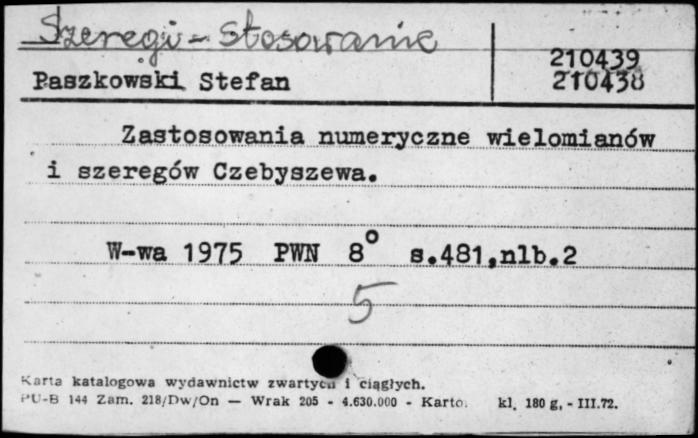 Szeregi - stosowanie
210439
Paszkowski Stefan
210438
Zastosowania numeryczne wielomianów
i szeregów Czebyszewa.
W-wa 1975 PWN 8° s.481,nlb.2
5
Karta katalogowa wydawnictw zwartych i ciągłych.
PU-B 144 Zam. 218/Dw/On — Wrak 205 - 4.630.000 - Karto. kl. 180 g, - III.72.